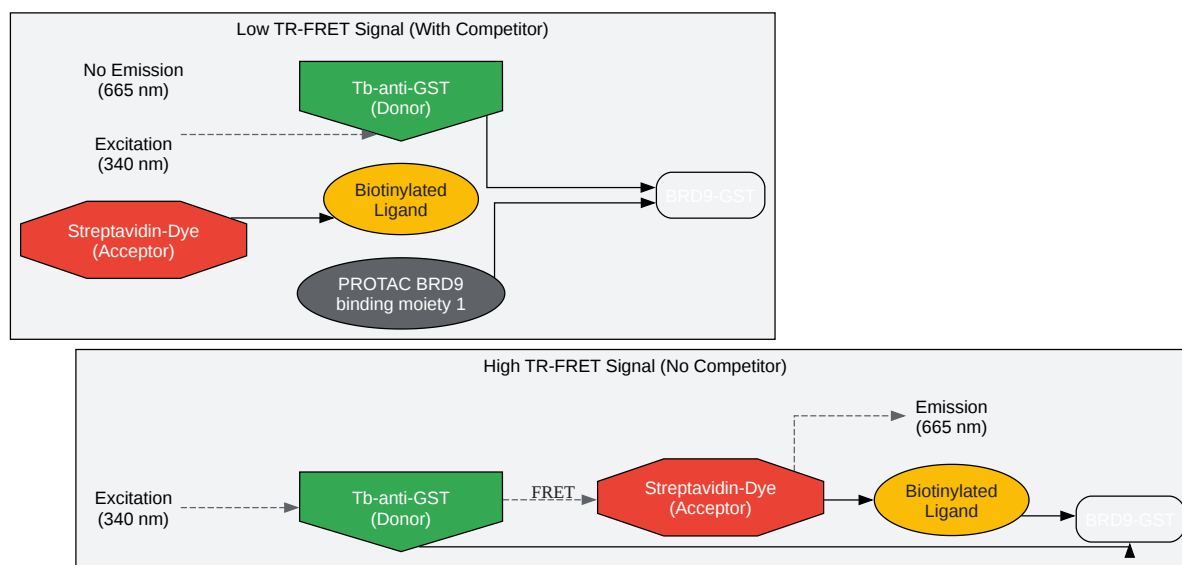 Low TR-FRET Signal (With Competitor)
No Emission
(665 nm)
Tb-anti-GST
(Donor)
Excitation
(340 nm)
Biotinylated
Ligand
BRD9-GST
Streptavidin-Dye
(Acceptor)
PROTAC BRD9
binding moiety 1
High TR-FRET Signal (No Competitor)
Emission
(665 nm)
Excitation
(340 nm)
Tb-anti-GST
(Donor)
FRET
Streptavidin-Dye
(Acceptor)
Biotinylated
Ligand
BRD9-GST